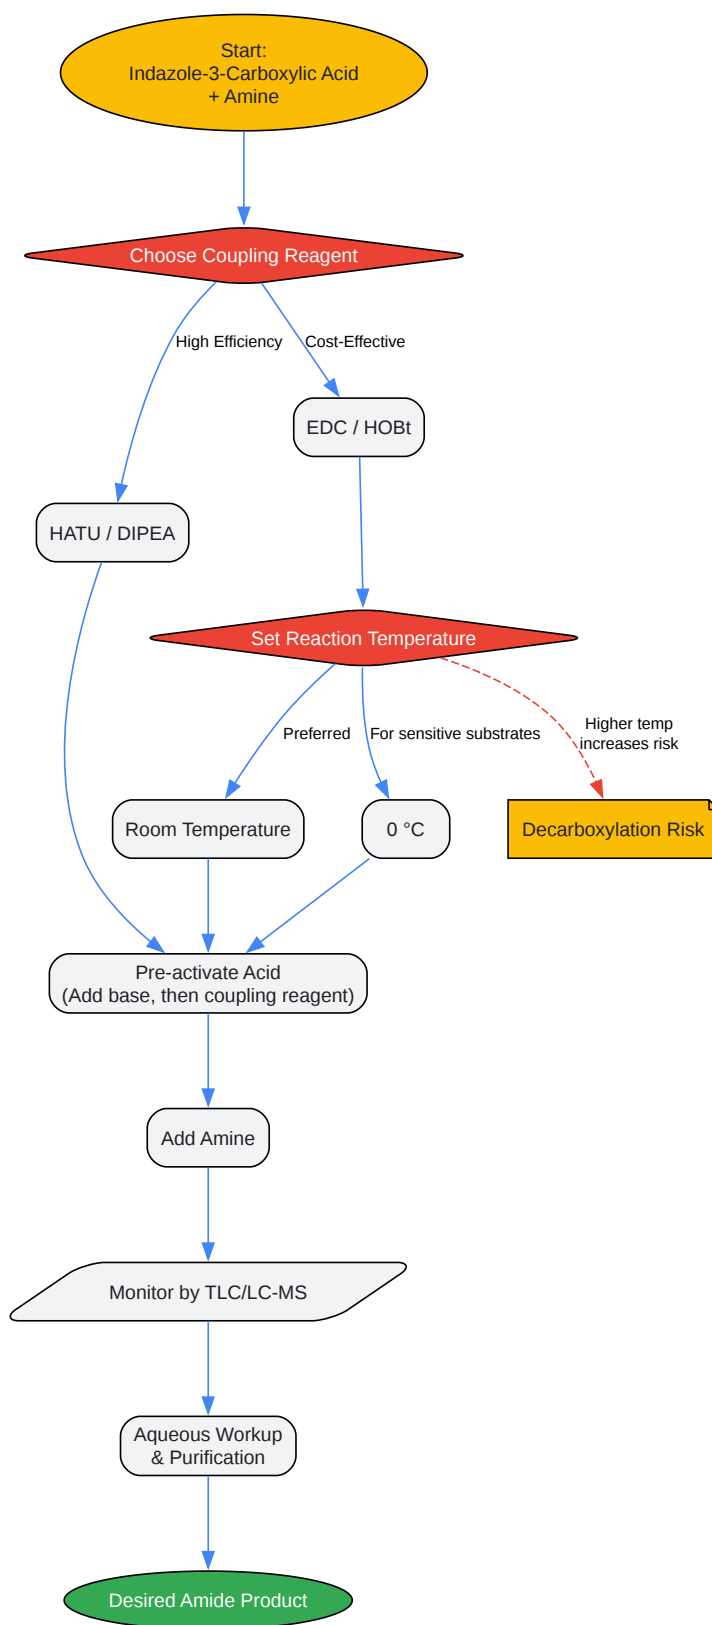 Start:
Indazole-3-Carboxylic Acid
+ Amine
Choose Coupling Reagent
High Efficiency
Cost-Effective
EDC / HOBt
HATU / DIPEA
Set Reaction Temperature
Preferred
For sensitive substrates
Higher temp
increases risk
Room Temperature
0 °C
Decarboxylation Risk
Pre-activate Acid
(Add base, then coupling reagent)
Add Amine
Monitor by TLC/LC-MS
Aqueous Workup
& Purification
Desired Amide Product